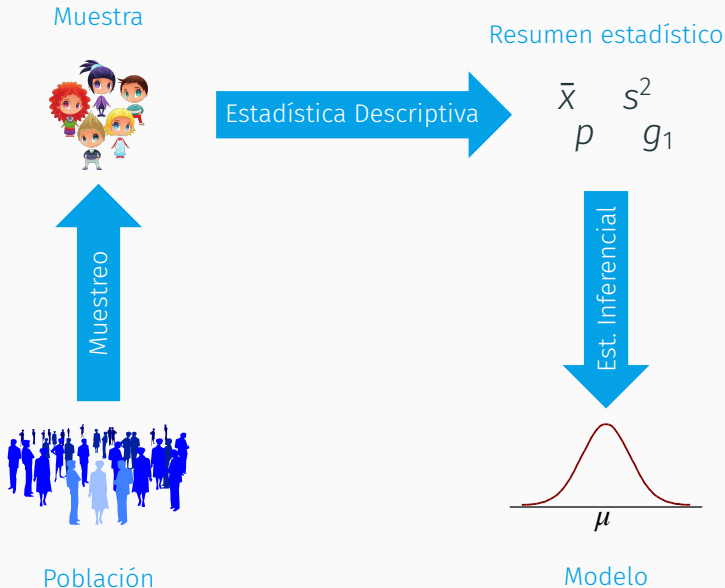 Muestra
Resumen estadístico
Estadística Descriptiva
x̄ s²
p g₁
Muestreo
Est. Inferencial
μ
Población
Modelo